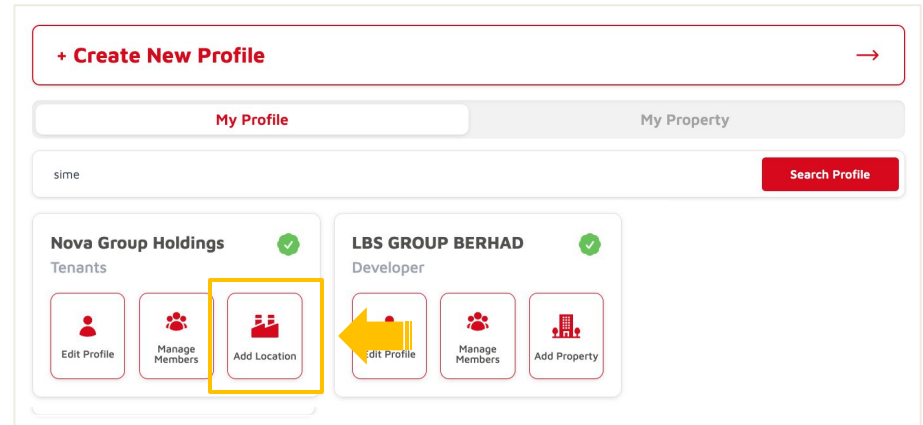 + Create New Profile
My Profile
My Property
sime
Search Profile
Nova Group Holdings
Tenants
Edit Profile
Manage
Members
Add Location
LBS GROUP BERHAD
Developer
Edit Profile
Manage
Members
Add Property